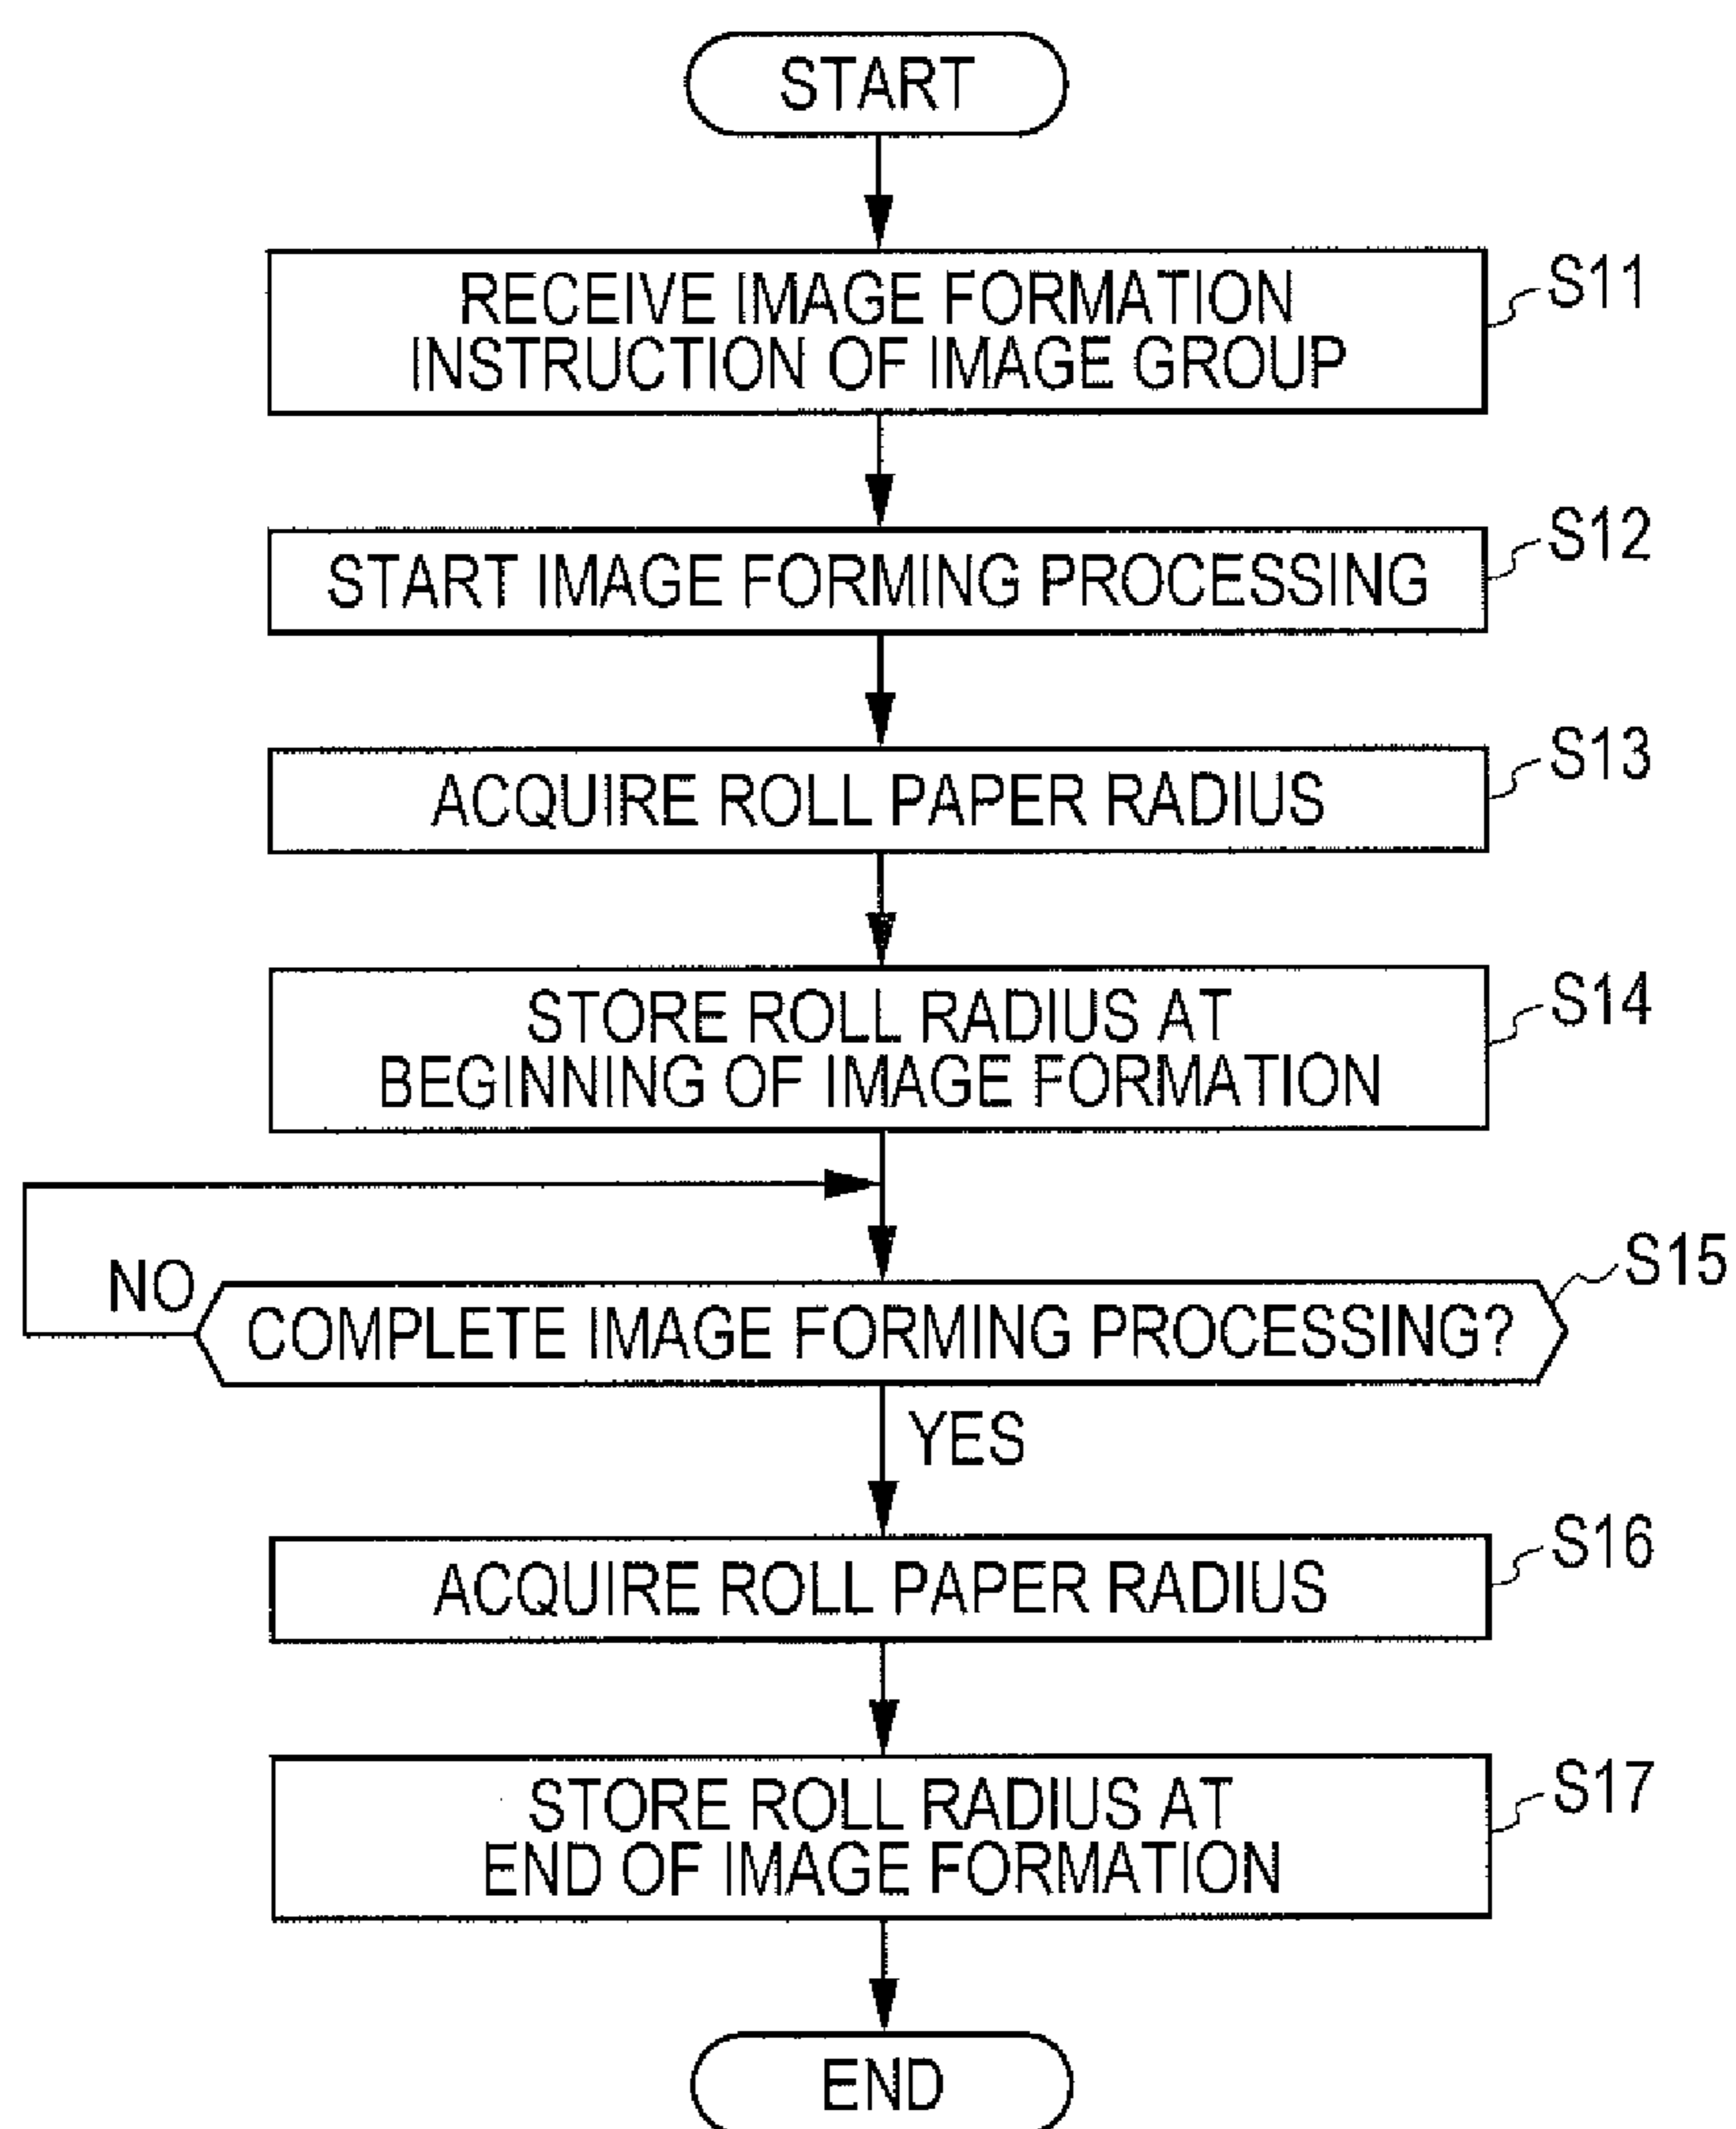 START
RECEIVE IMAGE FORMATION
INSTRUCTION OF IMAGE GROUP
S11
START IMAGE FORMING PROCESSING
S12
ACQUIRE ROLL PAPER RADIUS
S13
STORE ROLL RADIUS AT
BEGINNING OF IMAGE FORMATION
S14
NO
COMPLETE IMAGE FORMING PROCESSING?
S15
YES
ACQUIRE ROLL PAPER RADIUS
S16
STORE ROLL RADIUS AT
END OF IMAGE FORMATION
S17
END